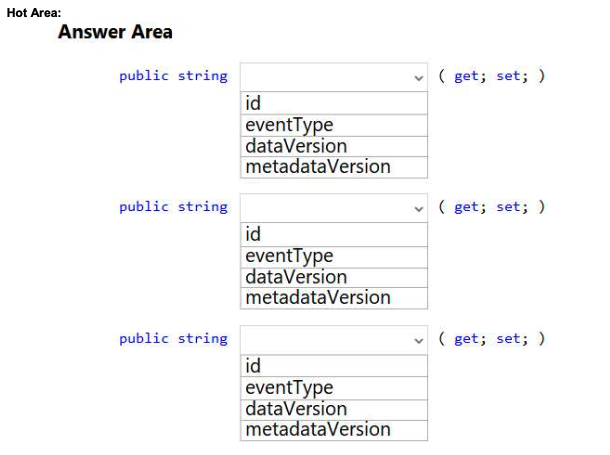 Hot Area:
Answer Area
public string ( get; set; )
id
eventType
dataVersion
metadataVersion
public string ( get; set; )
id
eventType
dataVersion
metadataVersion
public string ( get; set; )
id
eventType
dataVersion
metadataVersion